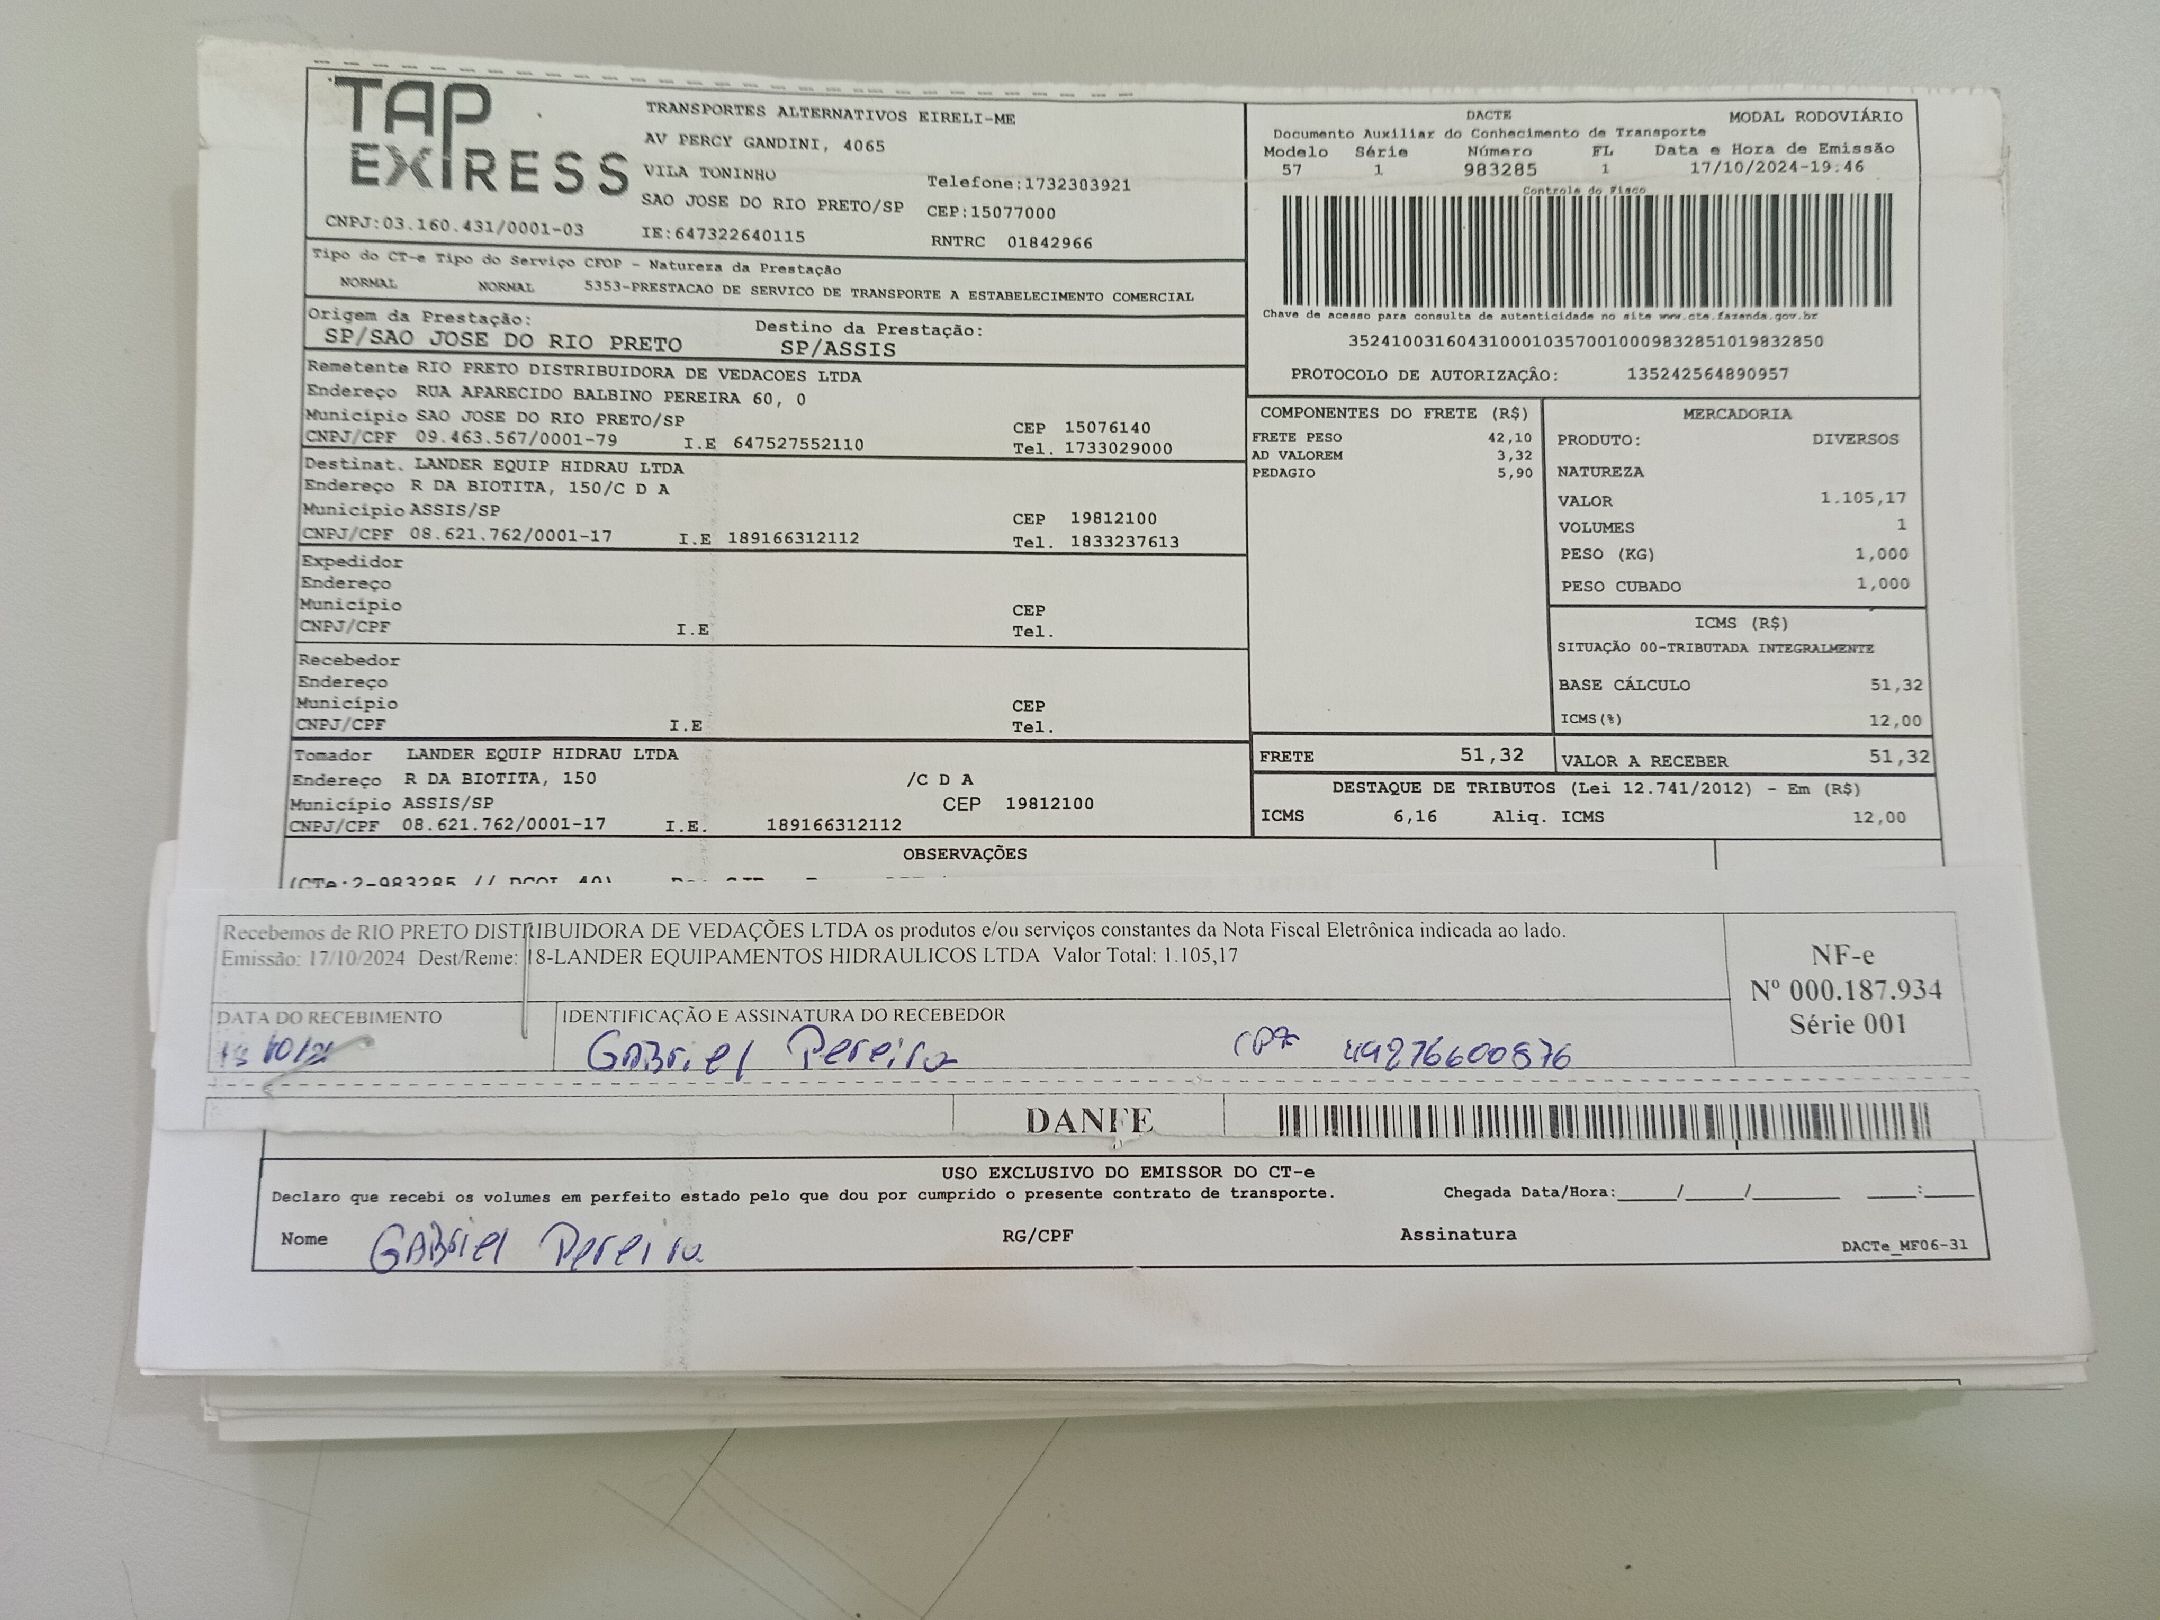 TAP EXPRESS
TRANSPORTES ALTERNATIVOS EIRELI-ME
AV PERCY GANDINI, 4065
VILA TONINHO Telefone:1732303921
SAO JOSE DO RIO PRETO/SP CEP:15077000
CNPJ:03.160.431/0001-03 IE:647322640115 RNTRC 01842966
DACTE MODAL RODOVIÁRIO
Documento Auxiliar do Conhecimento de Transporte
Modelo Série Número FL Data e Hora de Emissão
57 1 983285 1 17/10/2024-19:46
Controle do Fisco
Chave de acesso para consulta de autenticidade no site www.cte.fazenda.gov.br
35241003160431000103570010009832851019832850
PROTOCOLO DE AUTORIZAÇÃO: 135242564890957
Tipo do CT-e Tipo do Serviço CFOP - Natureza da Prestação
NORMAL NORMAL 5353-PRESTACAO DE SERVICO DE TRANSPORTE A ESTABELECIMENTO COMERCIAL
Origem da Prestação: Destino da Prestação:
SP/SAO JOSE DO RIO PRETO SP/ASSIS
Remetente RIO PRETO DISTRIBUIDORA DE VEDACOES LTDA
Endereço RUA APARECIDO BALBINO PEREIRA 60, 0
Município SAO JOSE DO RIO PRETO/SP CEP 15076140
CNPJ/CPF 09.463.567/0001-79 I.E 647527552110 Tel. 1733029000
Destinat. LANDER EQUIP HIDRAU LTDA
Endereço R DA BIOTITA, 150/C D A
Município ASSIS/SP CEP 19812100
CNPJ/CPF 08.621.762/0001-17 I.E 189166312112 Tel. 1833237613
Expedidor
Endereço
Município CEP
CNPJ/CPF I.E Tel.
Recebedor
Endereço
Município CEP
CNPJ/CPF I.E Tel.
Tomador LANDER EQUIP HIDRAU LTDA
Endereço R DA BIOTITA, 150 /C D A
Município ASSIS/SP CEP 19812100
CNPJ/CPF 08.621.762/0001-17 I.E. 189166312112
COMPONENTES DO FRETE (R$)
FRETE PESO 42,10
AD VALOREM 3,32
PEDAGIO 5,90
FRETE 51,32
MERCADORIA
PRODUTO: DIVERSOS
NATUREZA
VALOR 1.105,17
VOLUMES 1
PESO (KG) 1,000
PESO CUBADO 1,000
ICMS (R$)
SITUAÇÃO 00-TRIBUTADA INTEGRALMENTE
BASE CÁLCULO 51,32
ICMS(%) 12,00
VALOR A RECEBER 51,32
DESTAQUE DE TRIBUTOS (Lei 12.741/2012) - Em (R$)
ICMS 6,16 Aliq. ICMS 12,00
OBSERVAÇÕES
(CTe:2-983285 //
Recebemos de RIO PRETO DISTRIBUIDORA DE VEDAÇÕES LTDA os produtos e/ou serviços constantes da Nota Fiscal Eletrônica indicada ao lado.
Emissão: 17/10/2024 Dest/Reme: 18-LANDER EQUIPAMENTOS HIDRAULICOS LTDA Valor Total: 1.105,17
NF-e
Nº 000.187.934
Série 001
DATA DO RECEBIMENTO IDENTIFICAÇÃO E ASSINATURA DO RECEBEDOR
Gabriel Pereira CPF 49276600876
DANFE
USO EXCLUSIVO DO EMISSOR DO CT-e
Declaro que recebi os volumes em perfeito estado pelo que dou por cumprido o presente contrato de transporte. Chegada Data/Hora:_____/_____/________ ____:____
Nome Gabriel Pereira RG/CPF Assinatura
DACTe_MF06-31